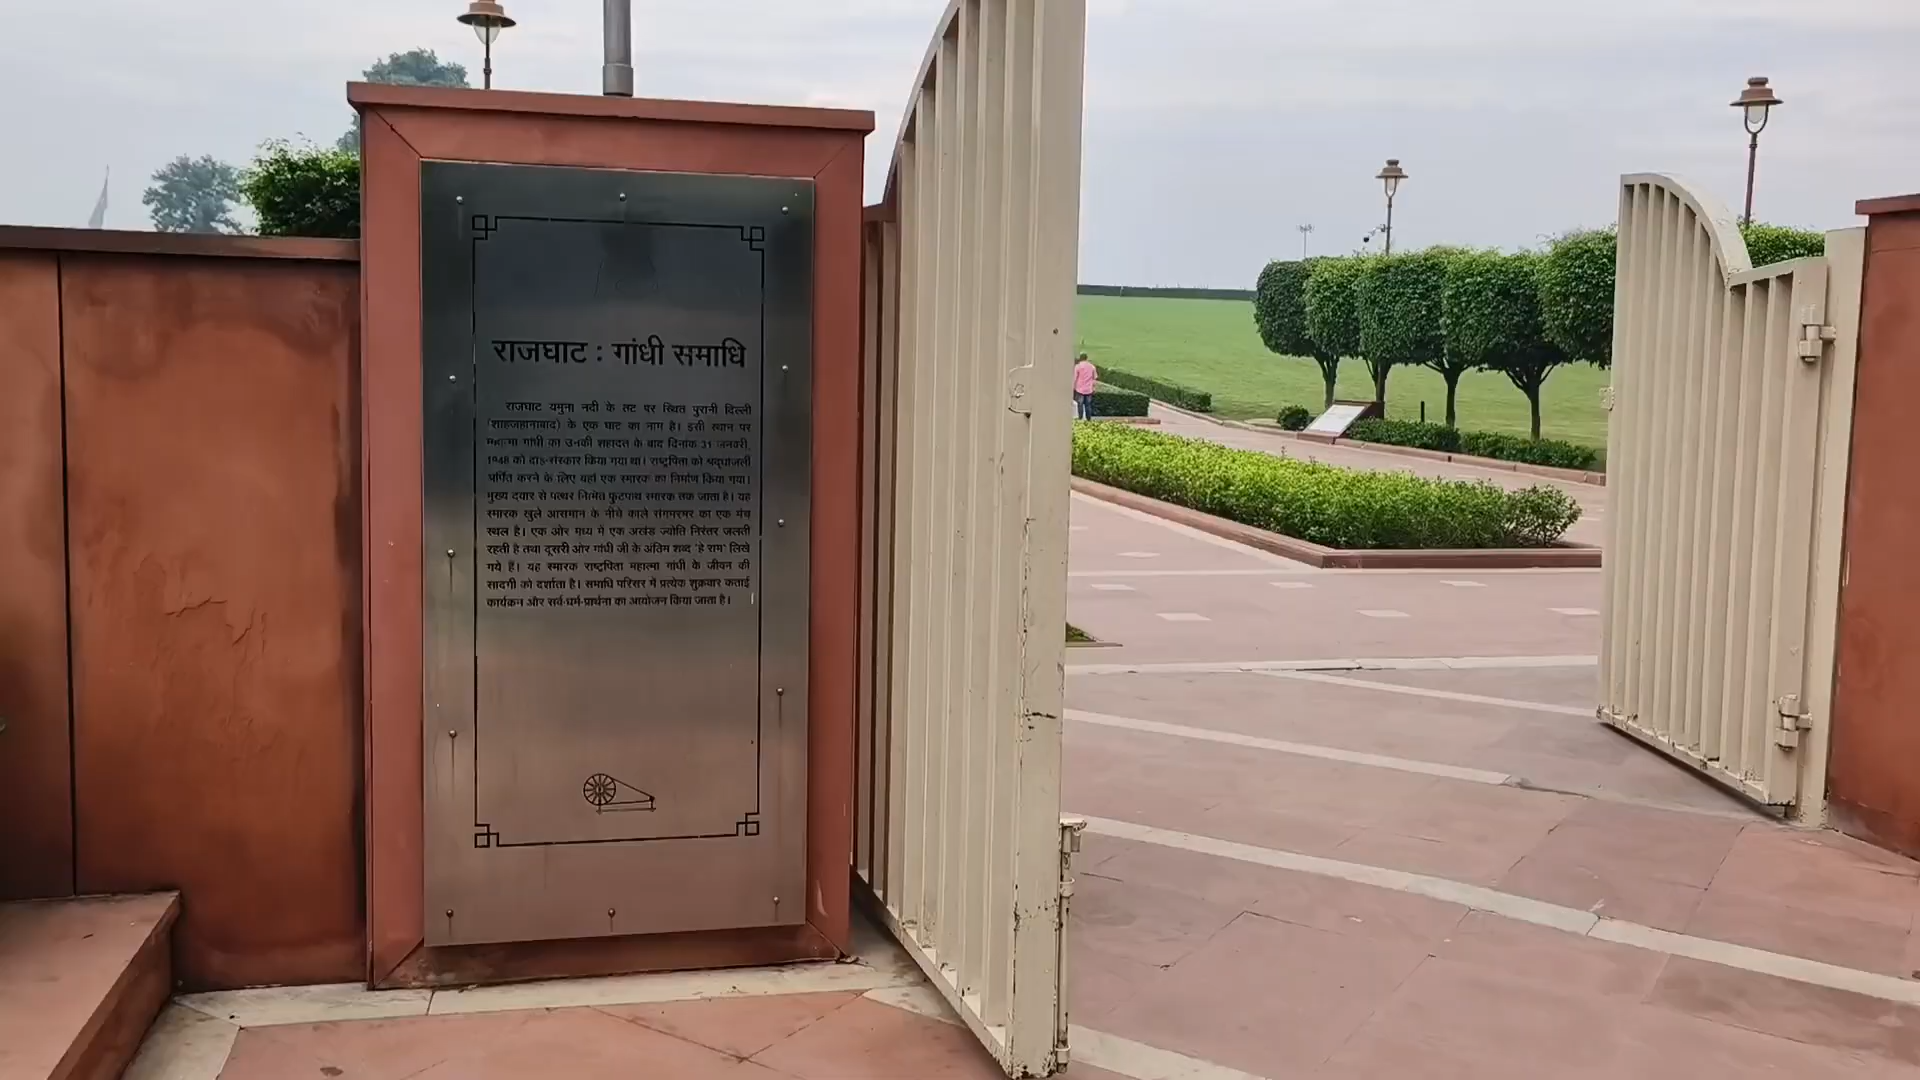 राजघाट : गांधी समाधि
राजघाट यमुना नदी के तट पर स्थित पुरानी दिल्ली
(शाहजहानाबाद) के एक घाट का नाम है। इसी स्थान पर
महात्मा गांधी का उनकी शहादत के बाद दिनांक 31 जनवरी,
1948 को दाह-संस्कार किया गया था। राष्ट्रपिता को श्रद्धांजली
अर्पित करने के लिए यहां एक स्मारक का निर्माण किया गया।
मुख्य दवार से पत्थर निर्मित फुटपाथ स्मारक तक जाता है। यह
स्मारक खुले आसमान के नीचे काले संगमरमर का एक मंच
स्थल है। एक ओर मध्य में एक अखंड ज्योति निरंतर जलती
रहती है तथा दूसरी ओर गांधी जी के अंतिम शब्द 'हे राम' लिखे
गये हैं। यह स्मारक राष्ट्रपिता महात्मा गांधी के जीवन की
सादगी को दर्शाता है। समाधि परिसर में प्रत्येक शुक्रवार कताई
कार्यक्रम और सर्व-धर्म-प्रार्थना का आयोजन किया जाता है।